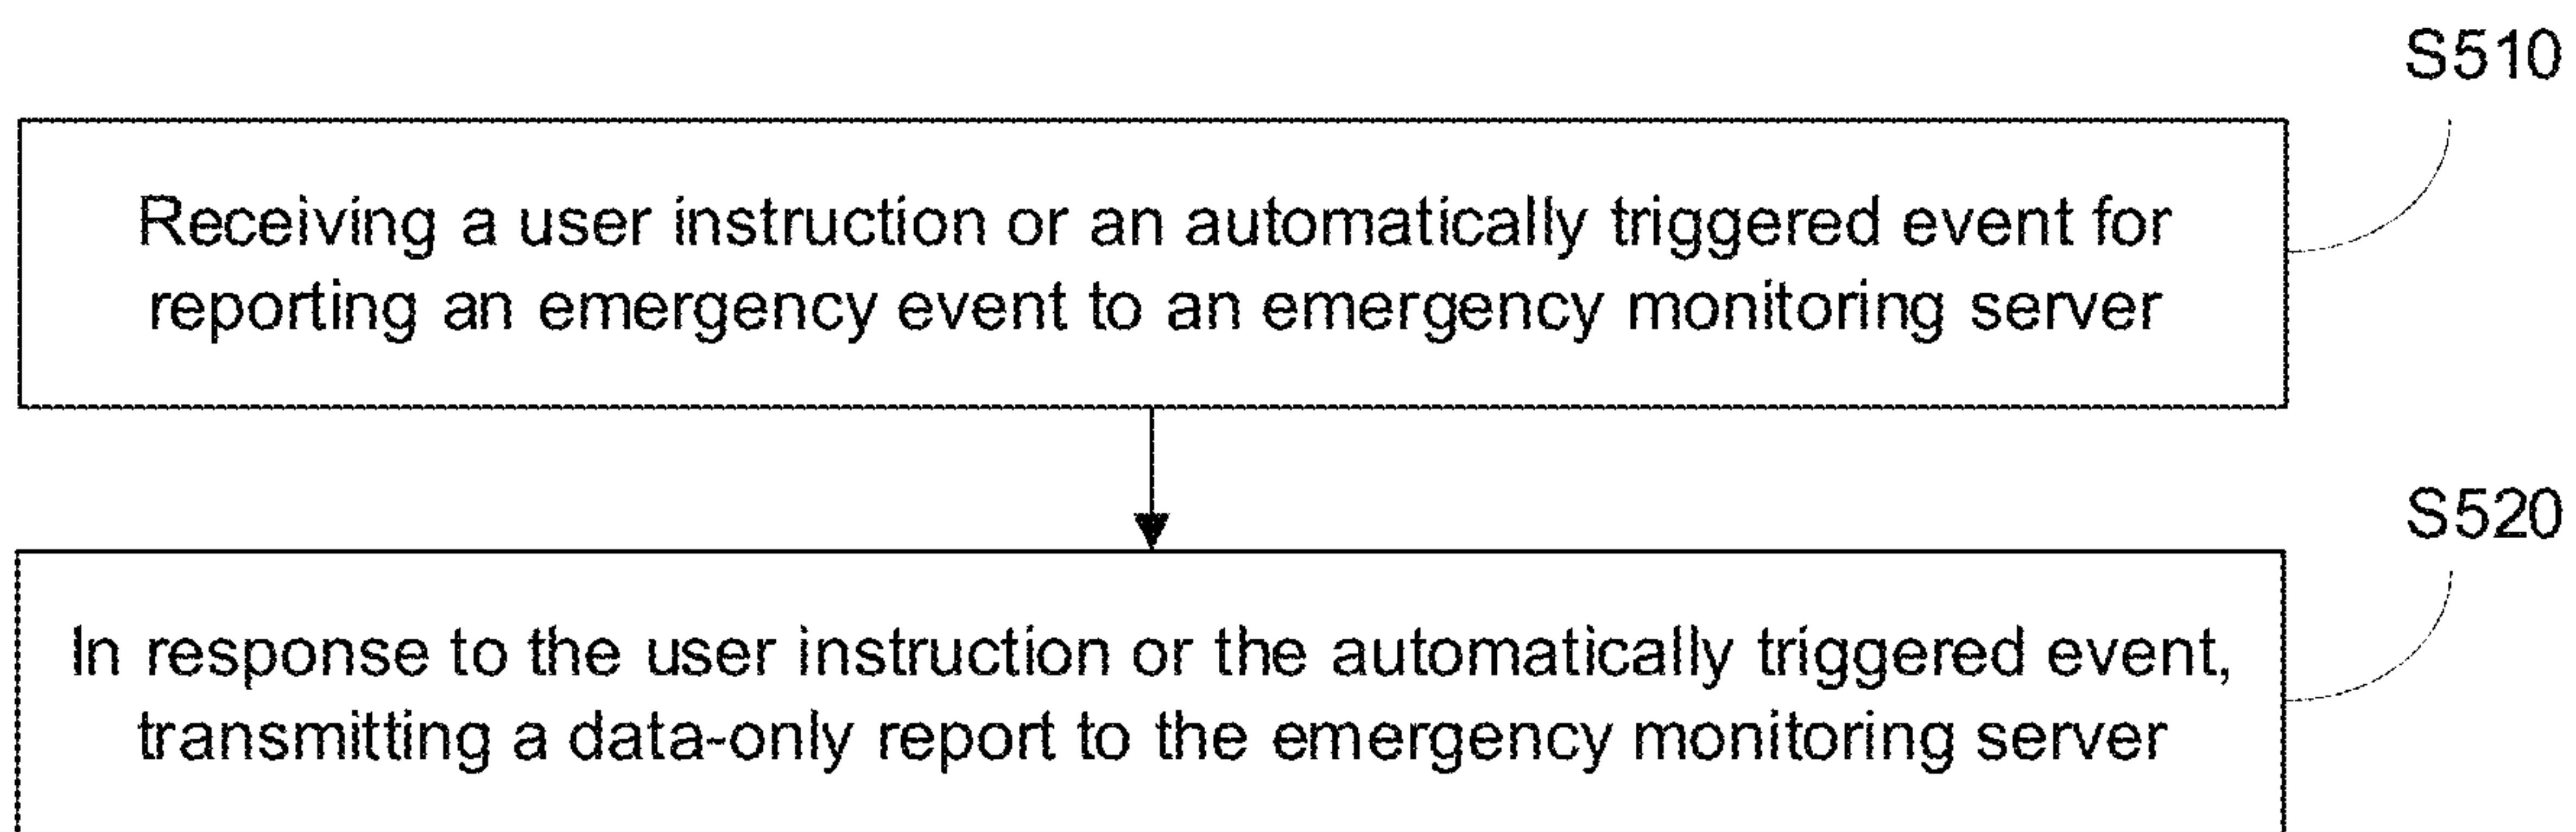 S510
Receiving a user instruction or an automatically triggered event for
reporting an emergency event to an emergency monitoring server
S520
In response to the user instruction or the automatically triggered event,
transmitting a data-only report to the emergency monitoring server